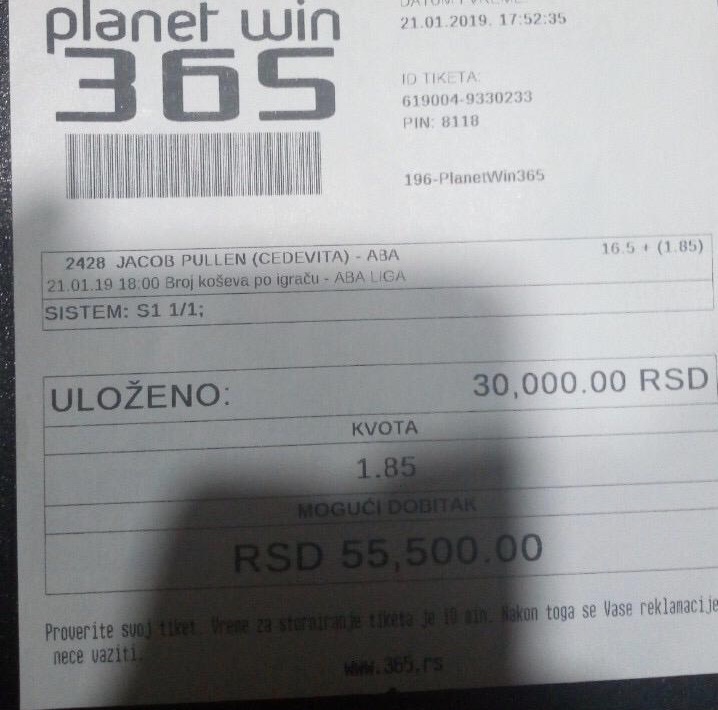 planet win
365
DATUM I VREME:
21.01.2019. 17:52:35
ID TIKETA:
619004-9330233
PIN: 8118
196-PlanetWin365
2428 JACOB PULLEN (CEDEVITA) - ABA 16.5 + (1.85)
21.01.19 18:00 Broj koševa po igraču - ABA LIGA
SISTEM: S1 1/1;
ULOŽENO: 30,000.00 RSD
KVOTA
1.85
MOGUĆI DOBITAK
RSD 55,500.00
Proverite svoj tiket. Vreme za storniranje tiketa je 10 min. Nakon toga se Vase reklamacije
nece vaziti.
www.365.rs